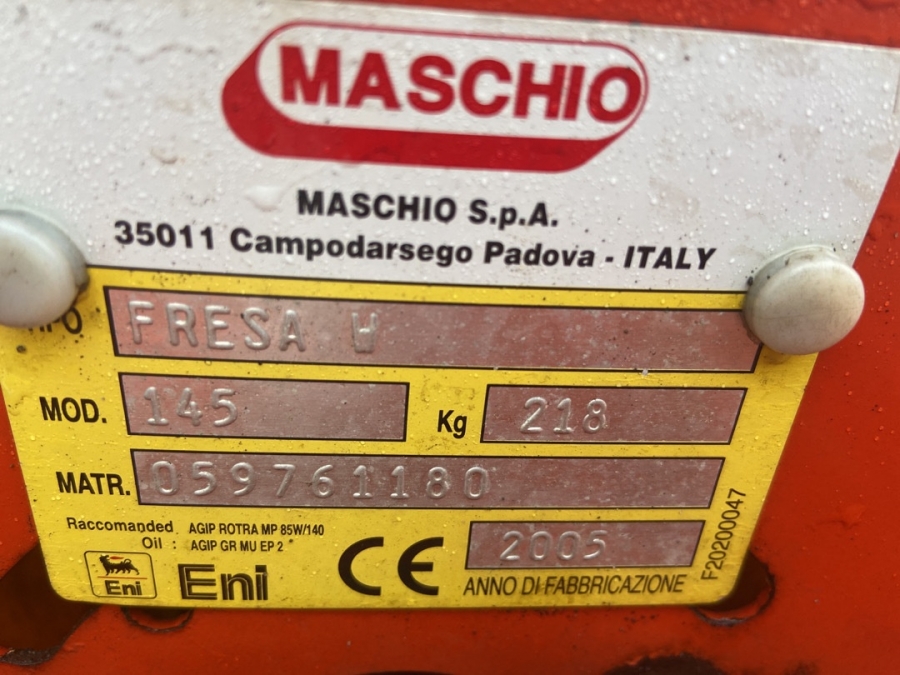 MASCHIO
MASCHIO S.p.A.
35011 Campodarsego Padova - ITALY
FRESA W
MOD. 145 Kg 218
MATR. 059761180
Raccomanded AGIP ROTRA MP 85W/140
Oil : AGIP GR MU EP 2
2005
Eni Eni CE ANNO DI FABBRICAZIONE
F20200047